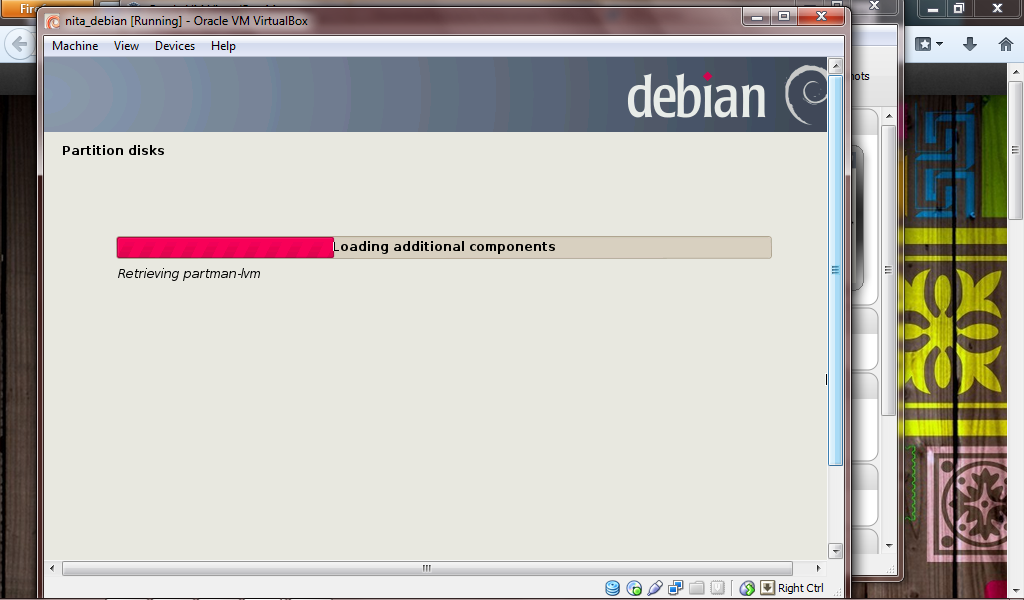 nita_debian [Running] - Oracle VM VirtualBox
Machine View Devices Help
debian
Partition disks
Loading additional components
Retrieving partman-lvm
Right Ctrl